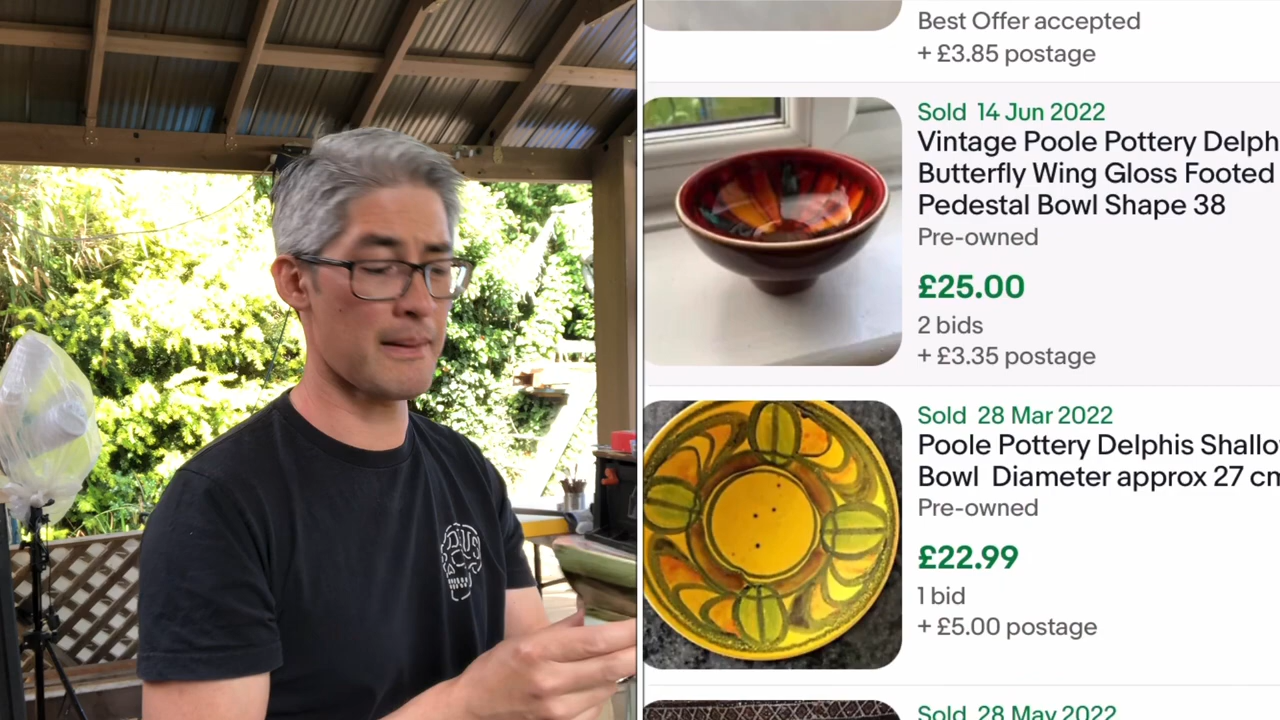 Best Offer accepted
+ £3.85 postage
Sold 14 Jun 2022
Vintage Poole Pottery Delph
Butterfly Wing Gloss Footed
Pedestal Bowl Shape 38
Pre-owned
£25.00
2 bids
+ £3.35 postage
Sold 28 Mar 2022
Poole Pottery Delphis Shallo
Bowl Diameter approx 27 cm
Pre-owned
£22.99
1 bid
+ £5.00 postage
Sold 28 May 2022